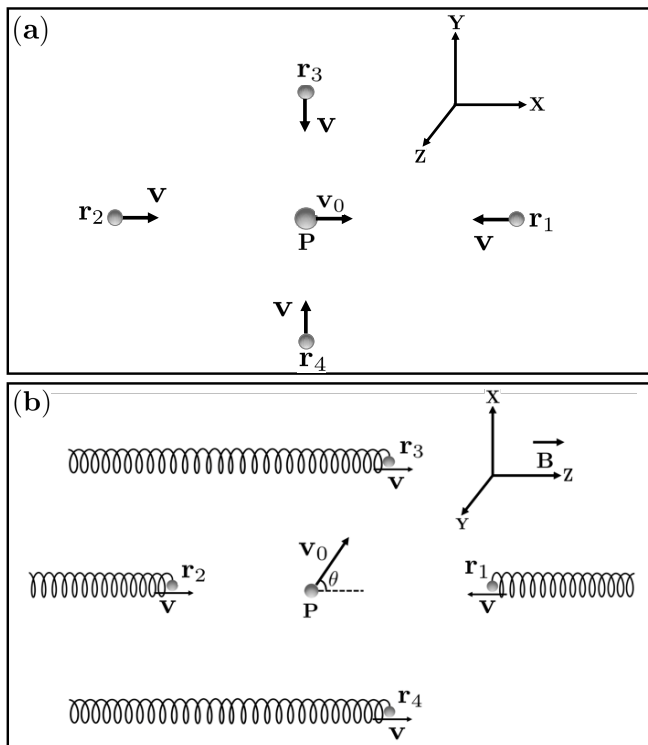 (a)
Y
r₃
X
v
Z
v
r₂
v₀
r₁
P
v
v
r₄
(b)
X
r₃
B
Z
v
Y
v₀
r₂
θ
r₁
v
P
v
r₄
v